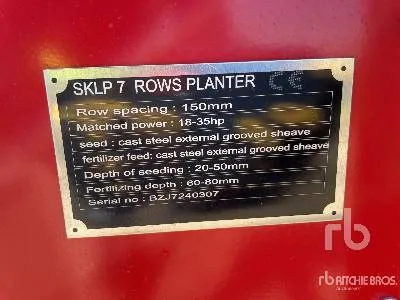 SKLP 7 ROWS PLANTER CE
Row spacing : 150mm
Matched power : 18-35hp
seed : cast steel external grooved sheave
fertilizer feed: cast steel external grooved sheave
Depth of seeding : 20-50mm
Fertilizing depth : 60-80mm
Serial no : BZJ7240307
rb
rb RITCHIE BROS.
Auctioneers